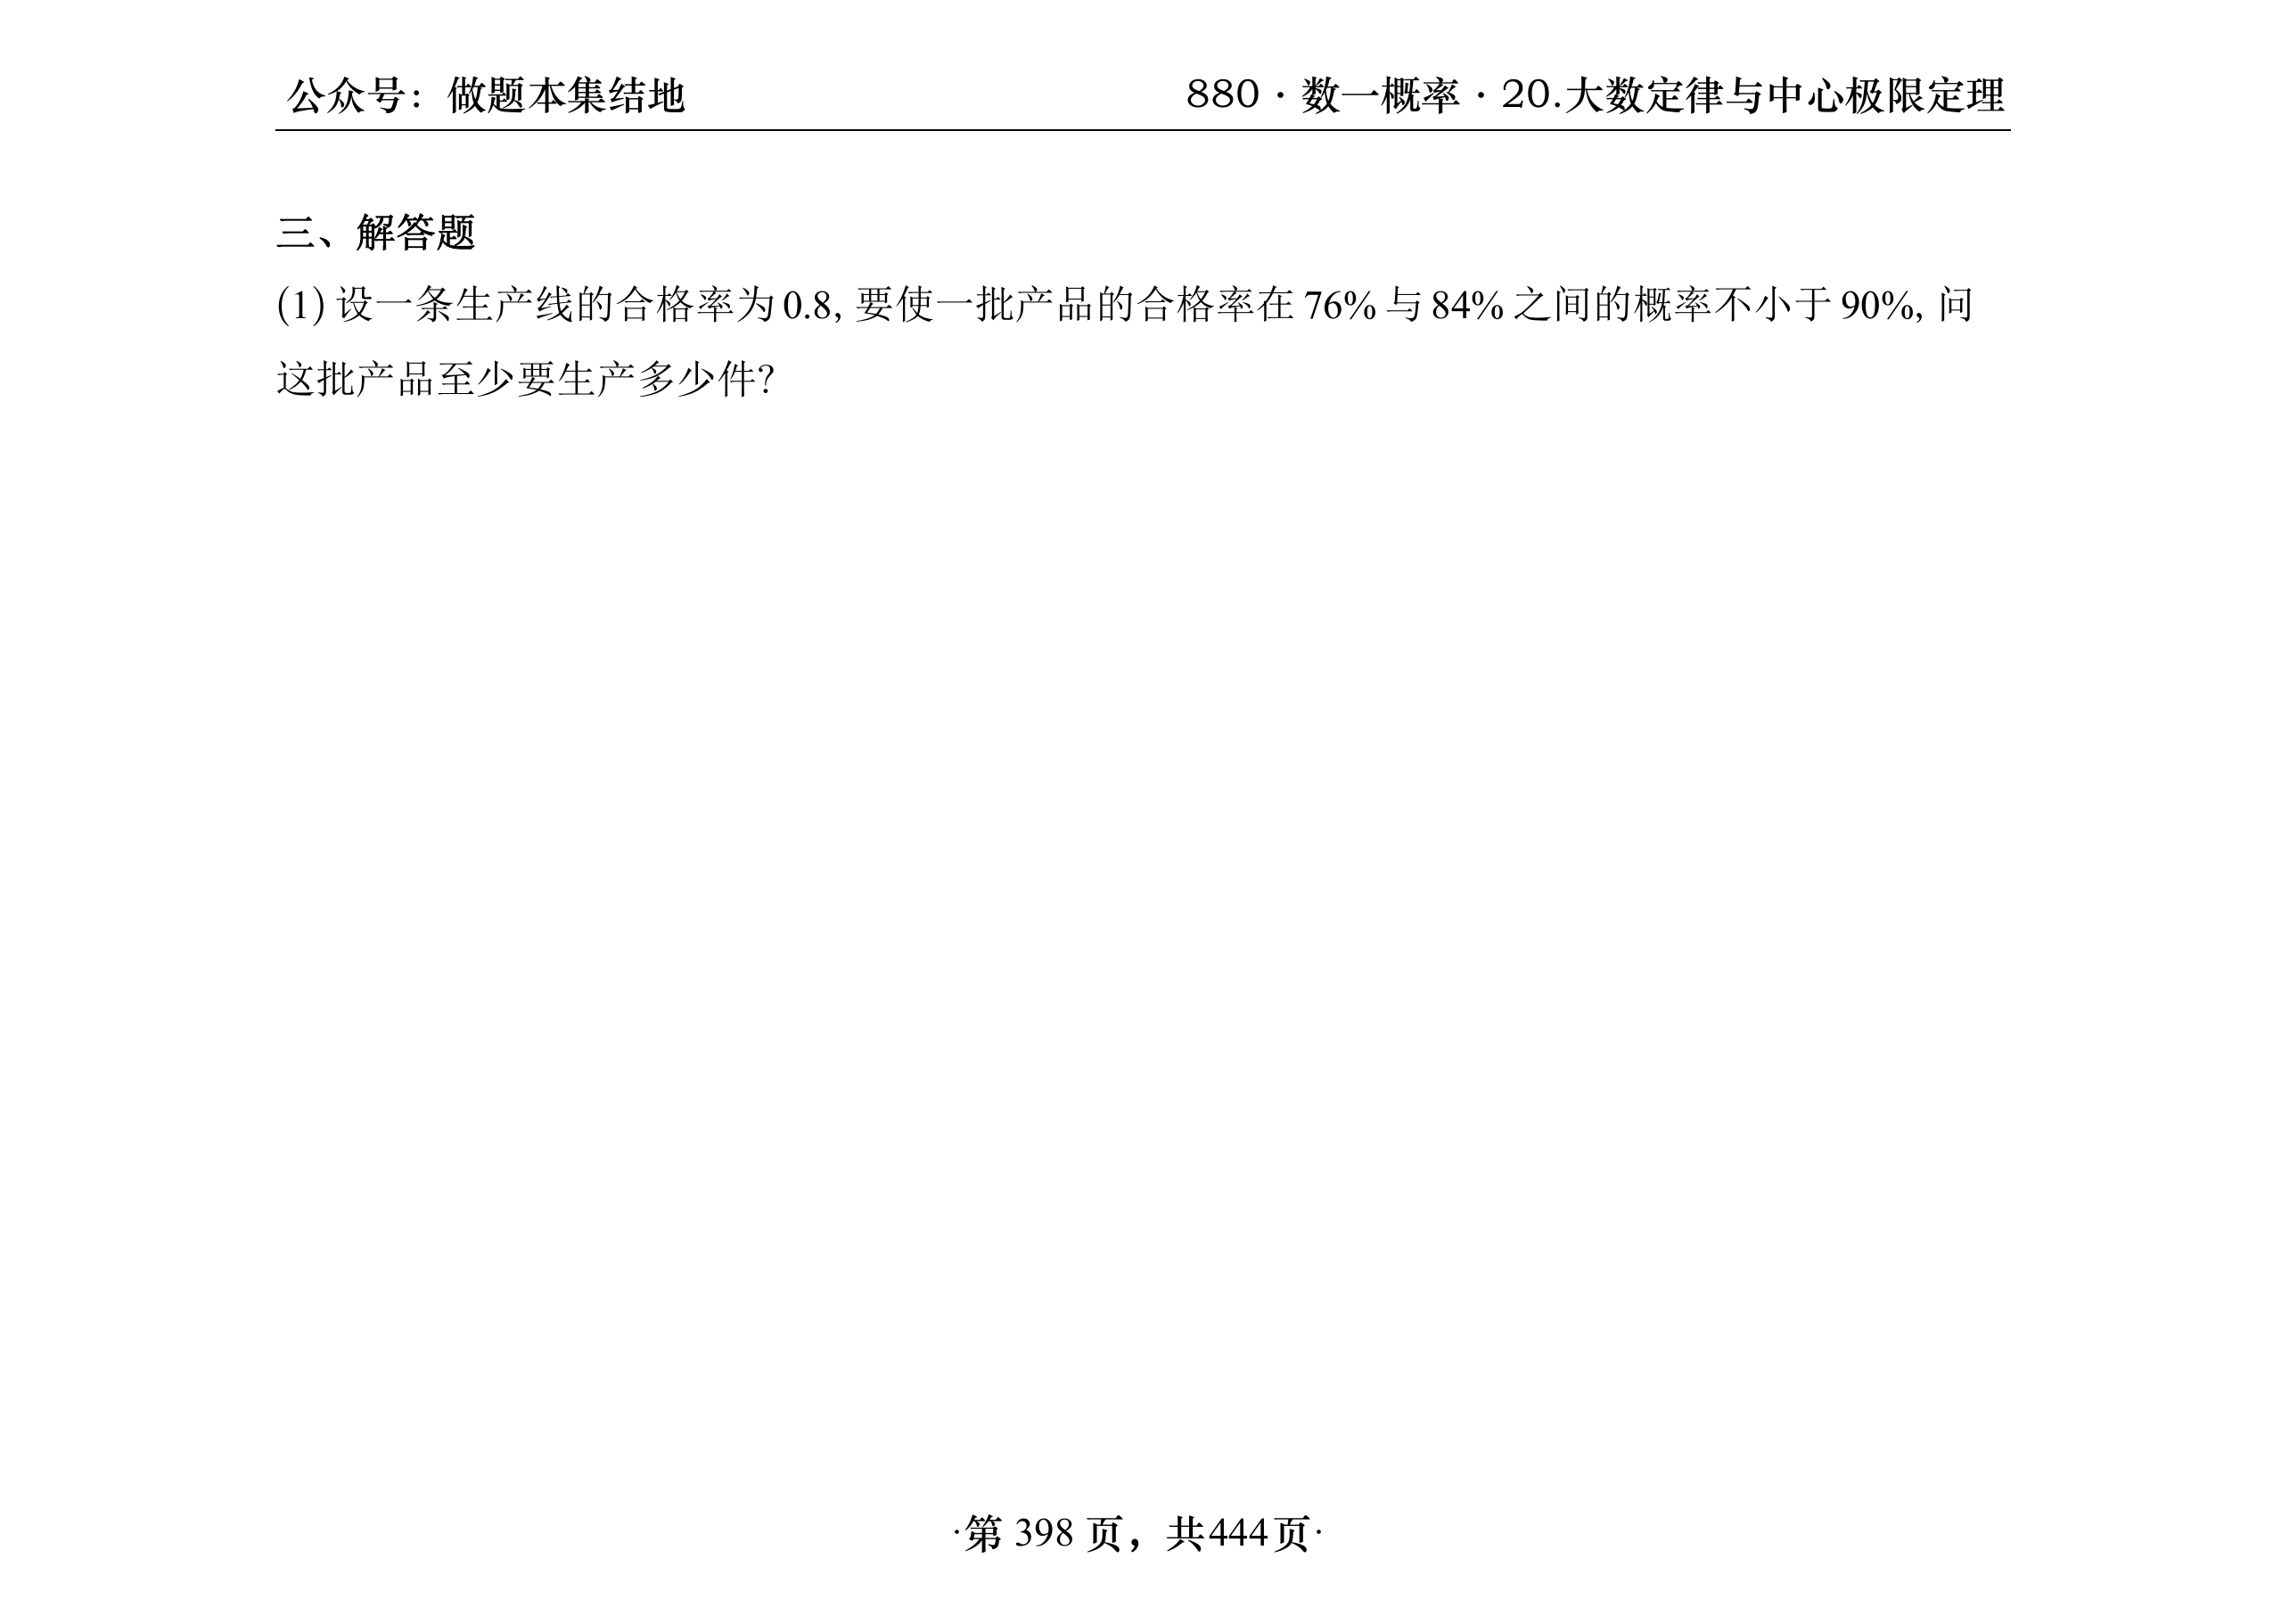 公众号：做题本集结地
880 · 数一概率 · 20.大数定律与中心极限定理
三、解答题
(1) 设一条生产线的合格率为 0.8, 要使一批产品的合格率在 76% 与 84% 之间的概率不小于 90%, 问
这批产品至少要生产多少件?
·第 398 页，共444页·